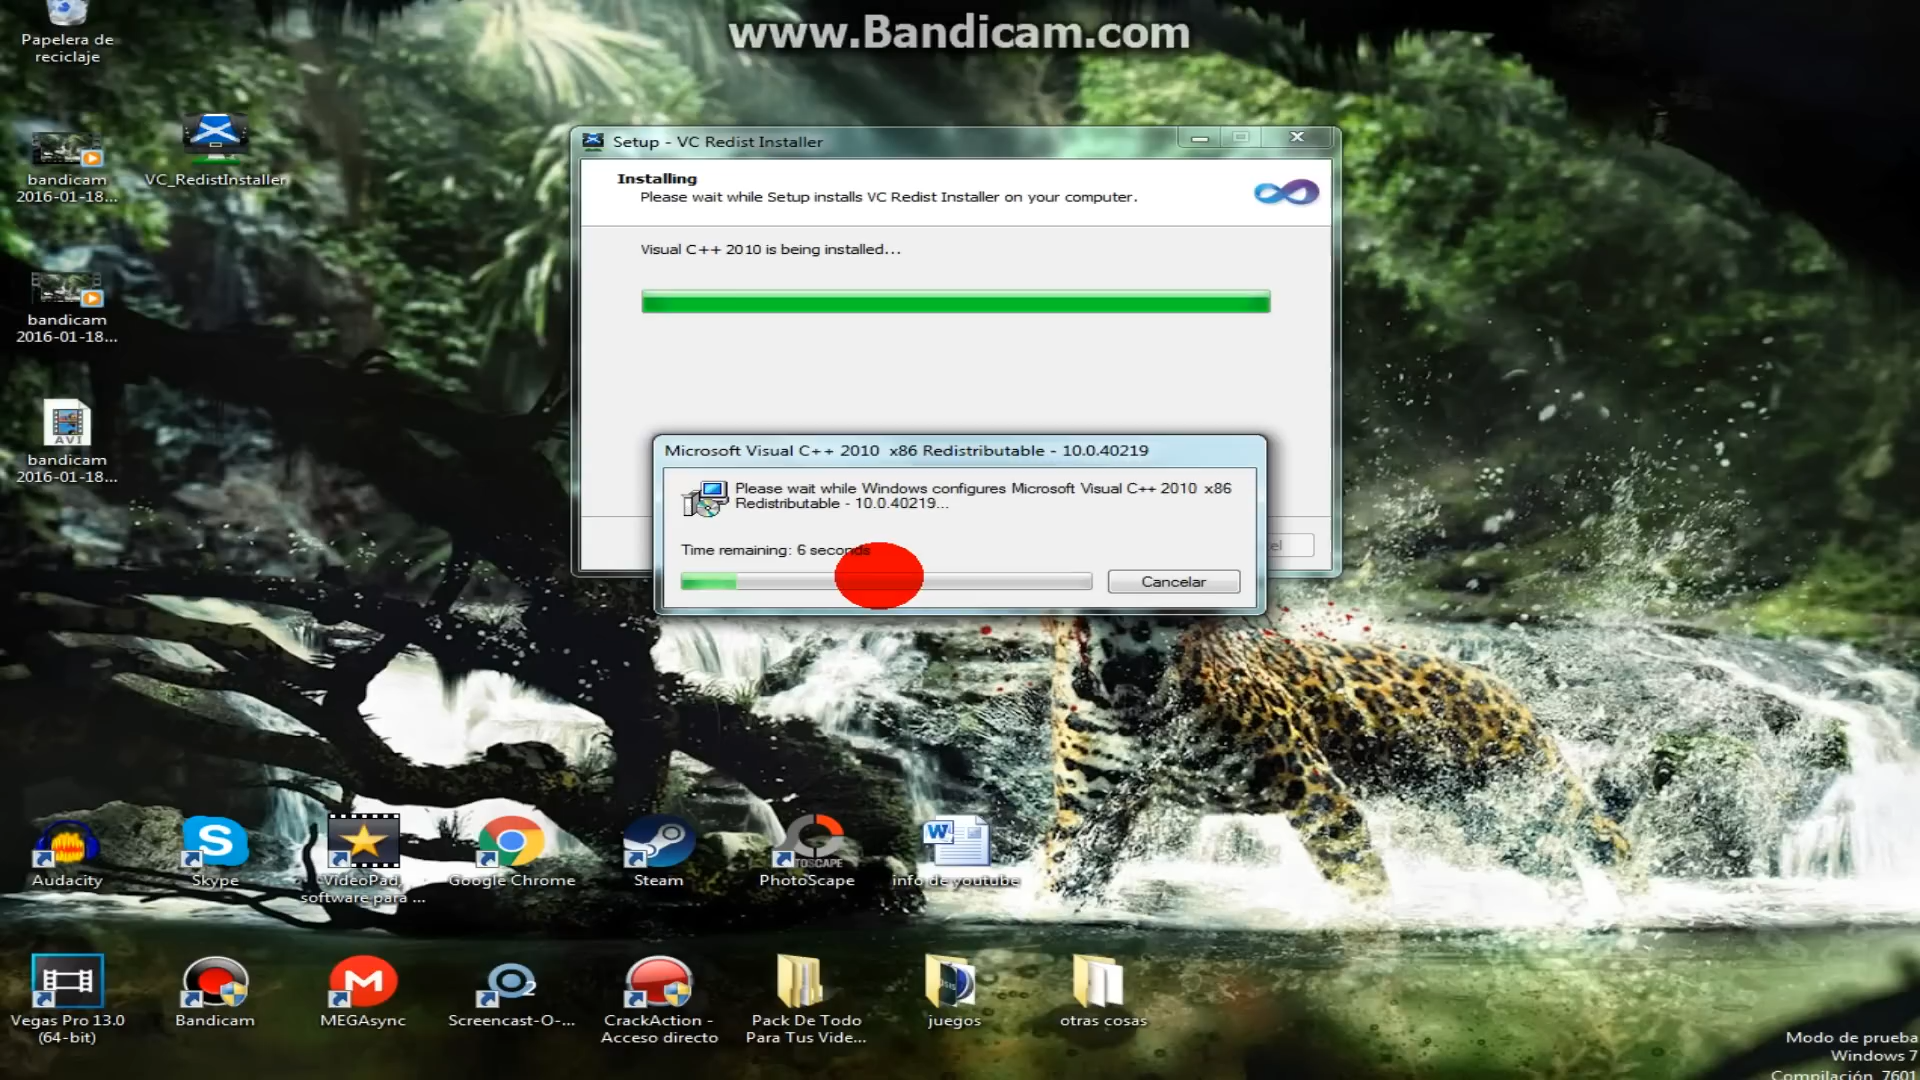 www.Bandicam.com
Papelera de
reciclaje
bandicam
2016-01-18...
VC_RedistInstaller
bandicam
2016-01-18...
AVI
bandicam
2016-01-18...
Setup - VC Redist Installer
Installing
Please wait while Setup installs VC Redist Installer on your computer.
Visual C++ 2010 is being installed...
Microsoft Visual C++ 2010 x86 Redistributable - 10.0.40219
Please wait while Windows configures Microsoft Visual C++ 2010 x86
Redistributable - 10.0.40219...
Time remaining: 6 seconds
Cancelar
Audacity
Skype
VideoPad,
software para ...
Google Chrome
Steam
PhotoScape
info de youtube
Vegas Pro 13.0
(64-bit)
Bandicam
MEGAsync
Screencast-O-...
CrackAction -
Acceso directo
Pack De Todo
Para Tus Vide...
juegos
otras cosas
Modo de prueba
Windows 7
Compilación 7601